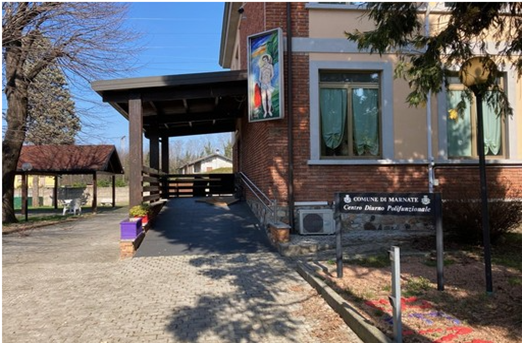 COMUNE DI MARNATE
Centro Diurno Polifunzionale